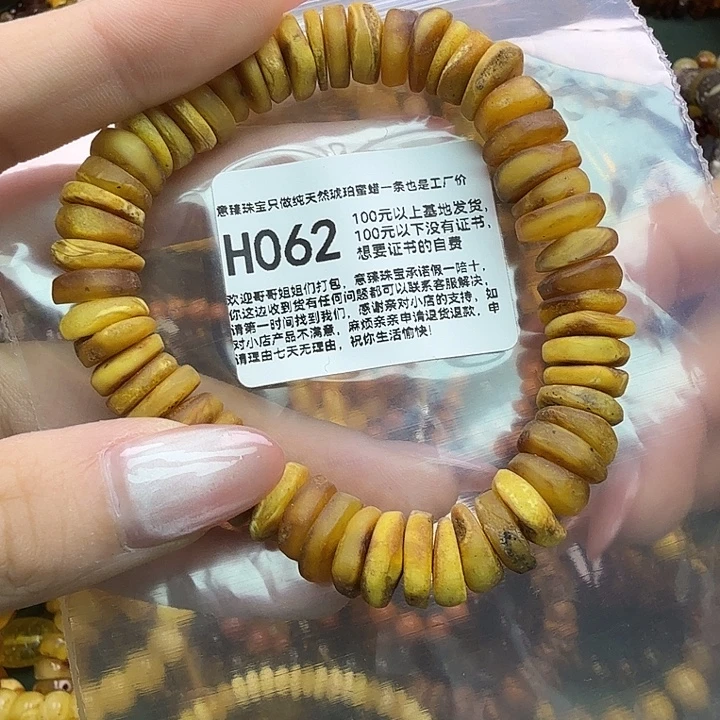 意臻珠宝只做纯天然琥珀蜜蜡一条也是工厂价
H062
100元以上基地发货,
100元以下没有证书,
想要证书的自费
欢迎哥哥姐姐们打包, 意臻珠宝承诺假一陪十,
你这边收到货有任何问题都可以联系客服解决,
请第一时间找到我们, 感谢亲对小店的支持, 如
对小店产品不满意, 麻烦亲亲申请退货退款, 申
请理由七天无理由, 祝你生活愉快!